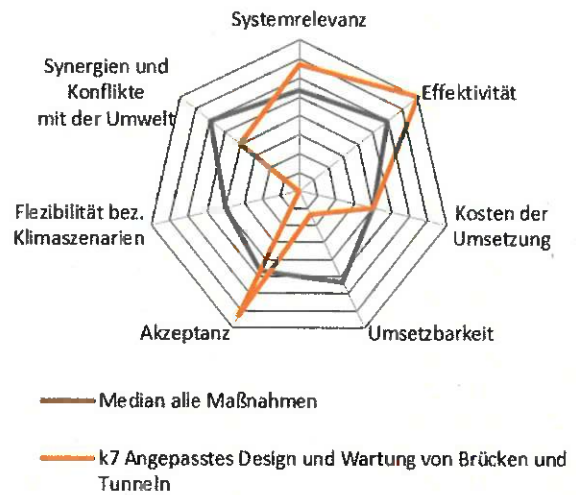 Systemrelevanz
Synergien und
Konflikte
mit der Umwelt
Effektivität
Flezibilität bez.
Klimaszenarien
Kosten der
Umsetzung
Akzeptanz
Umsetzbarkeit
Median alle Maßnahmen
k7 Angepasstes Design und Wartung von Brücken und
Tunneln